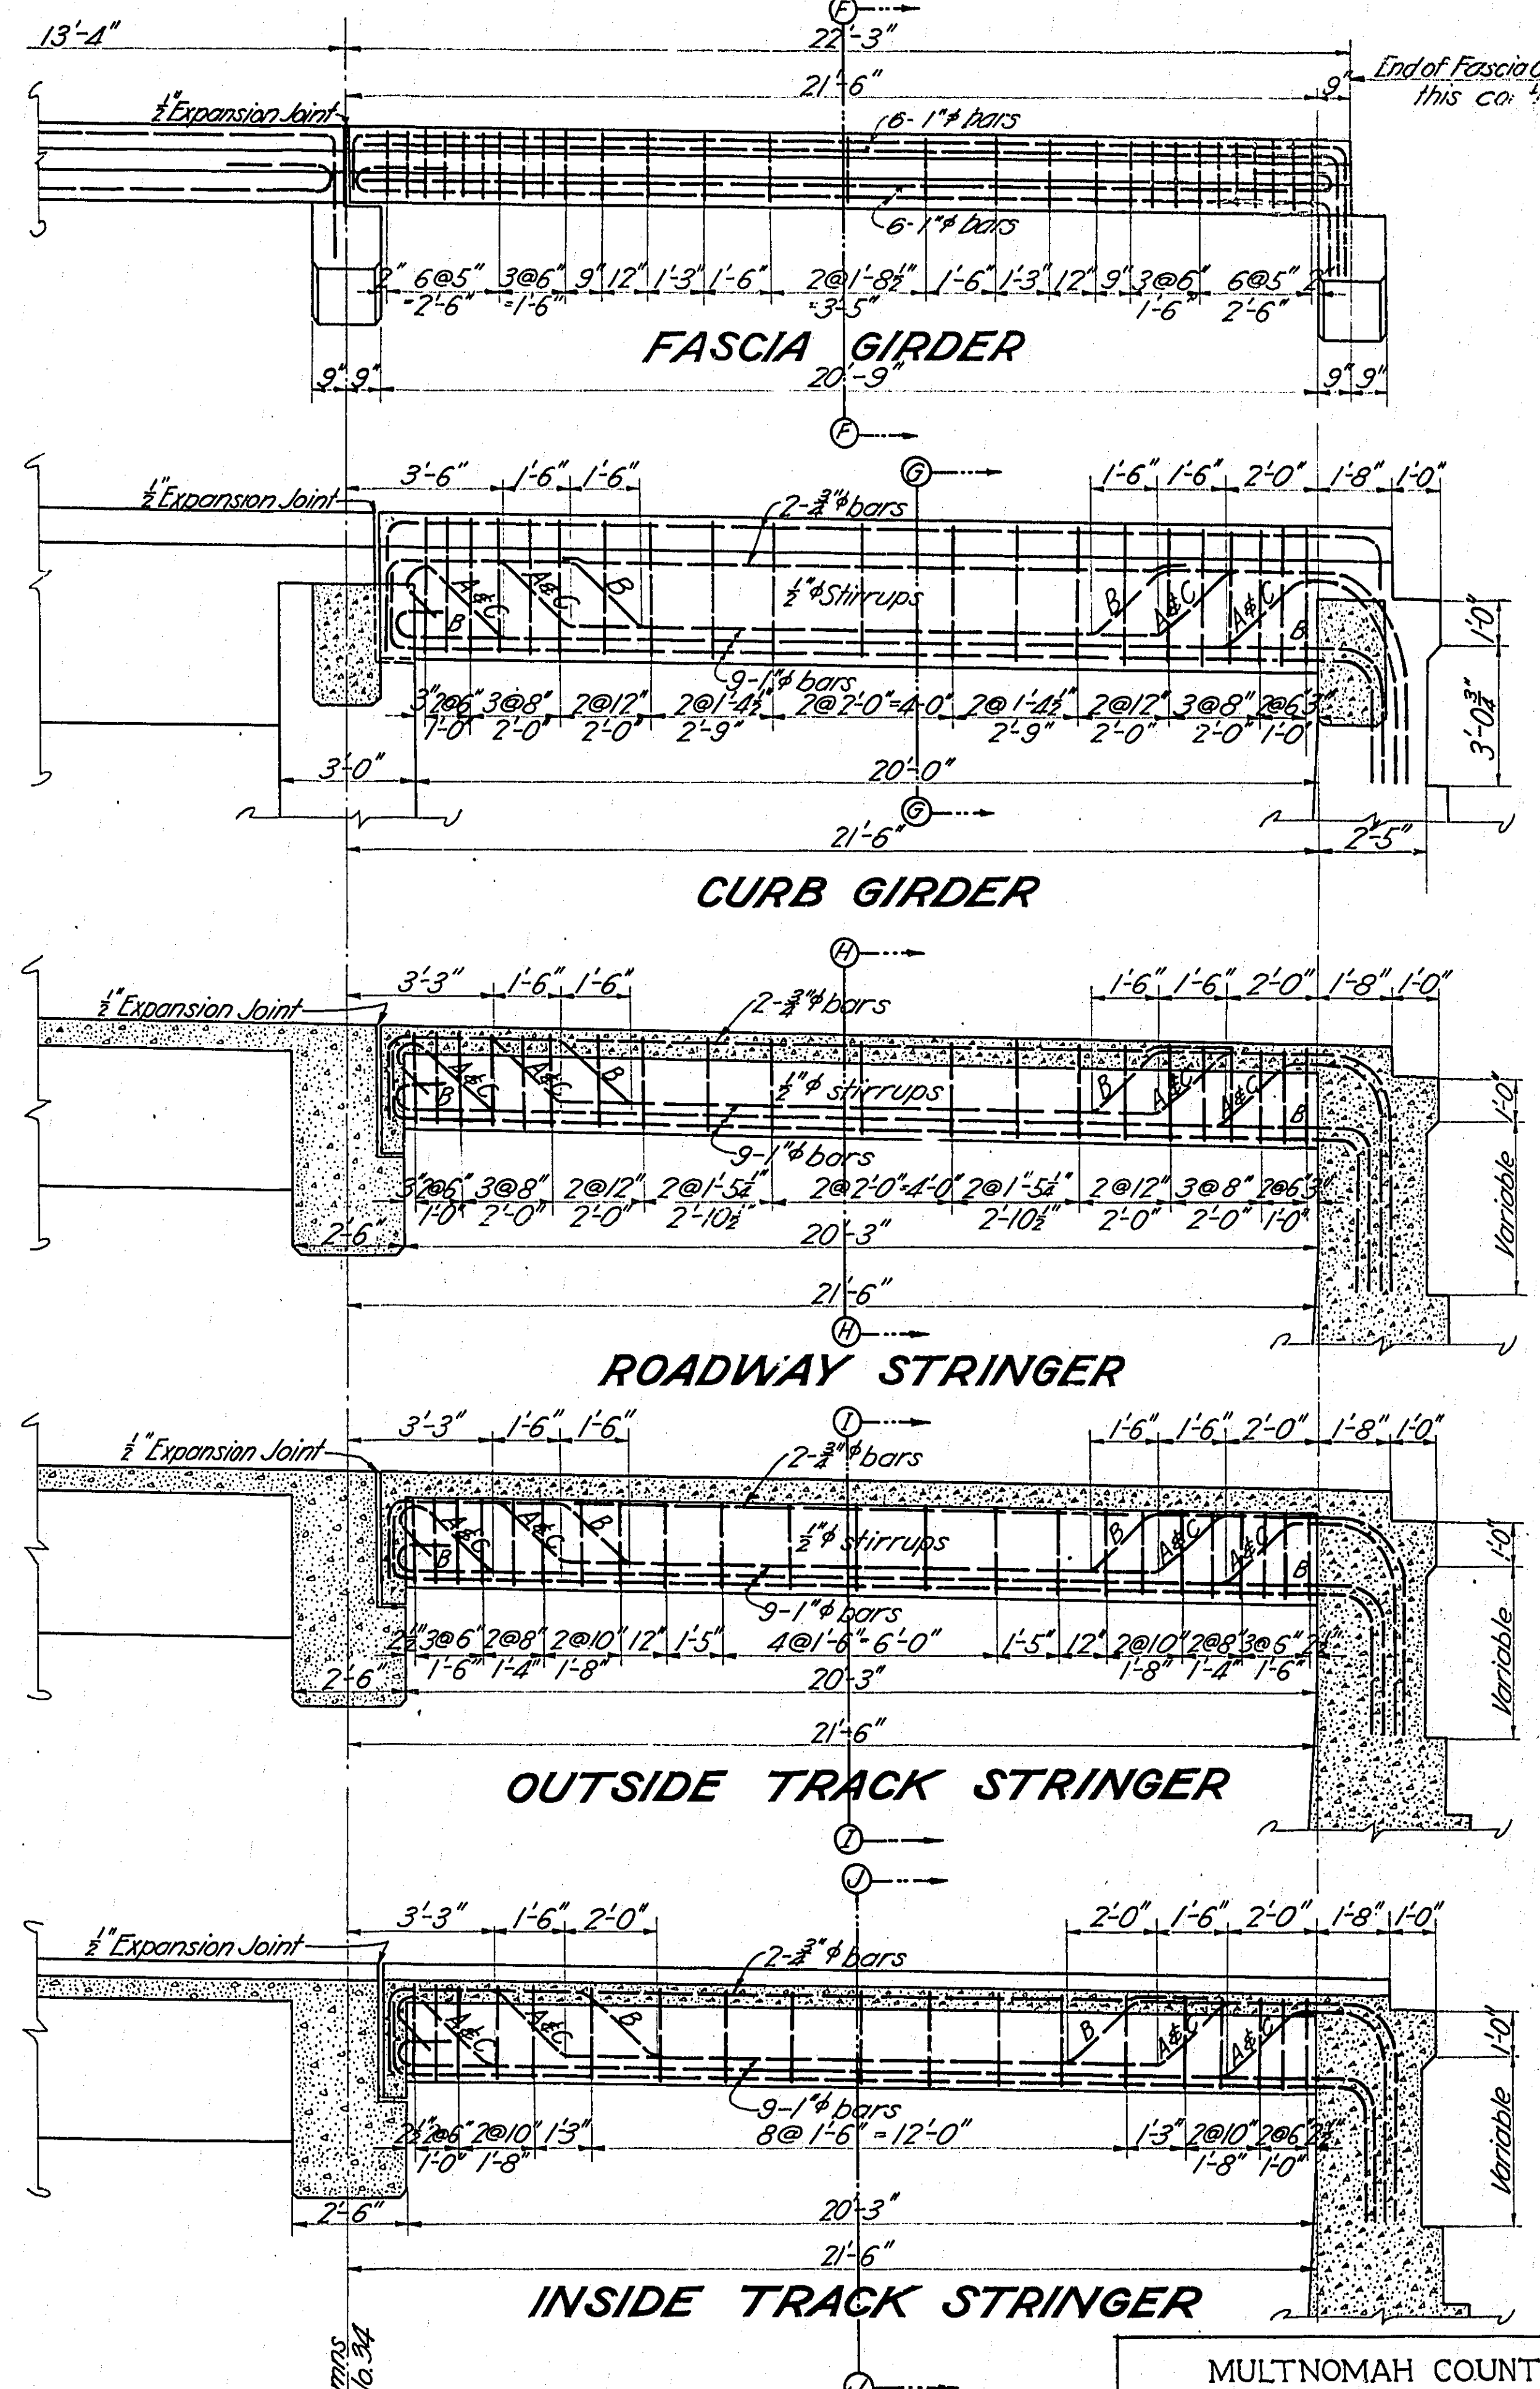 F
13'-4" 22'-3"
21'-6" 9" End of Fascia
this
½" Expansion Joint
6-1"ϕ bars
6-1"ϕ bars
2" 6@5" 3@6" 9" 12" 1'-3" 1'-6" 2@1'-8½" 1'-6" 1'-3" 12" 9" 3@6" 6@5" 2"
=2'-6" =1'-6" =3'-5" 1'-6" 2'-6"
FASCIA GIRDER
9" 9" 20'-9" 9" 9"
F
G
3'-6" 1'-6" 1'-6" 1'-6" 1'-6" 2'-0" 1'-8" 1'-0"
½" Expansion Joint
2-¾"ϕ bars
A&C A&C B ½"ϕ Stirrups B A&C A&C
B B
1'-0"
9-1"ϕ bars
3" 2@6" 3@8" 2@12" 2@1'-4½" 2@2'-0"=4'-0" 2@1'-4½" 2@12" 3@8" 2@6" 3"
1'-0" 2'-0" 2'-0" 2'-9" 2'-9" 2'-0" 2'-0" 1'-0"
3'-0¾"
3'-0" 20'-0"
G
21'-6" 2'-5"
CURB GIRDER
H
3'-3" 1'-6" 1'-6" 1'-6" 1'-6" 2'-0" 1'-8" 1'-0"
½" Expansion Joint
2-¾"ϕ bars
A&C A&C B ½"ϕ stirrups B A&C A&C
B B
1'-0"
9-1"ϕ bars
3" 2@6" 3@8" 2@12" 2@1'-5¼" 2@2'-0"=4'-0" 2@1'-5¼" 2@12" 3@8" 2@6" 3"
1'-0" 2'-0" 2'-0" 2'-10½" 2'-10½" 2'-0" 2'-0" 1'-0"
Variable
2'-6" 20'-3"
21'-6"
H
ROADWAY STRINGER
I
3'-3" 1'-6" 1'-6" 1'-6" 1'-6" 2'-0" 1'-8" 1'-0"
½" Expansion Joint
2-¾"ϕ bars
A&C A&C B ½"ϕ stirrups B A&C A&C
B B
1'-0"
9-1"ϕ bars
2½" 3@6" 2@8" 2@10" 12" 1'-5" 4@1'-6"=6'-0" 1'-5" 12" 2@10" 2@8" 3@6" 2½"
1'-6" 1'-4" 1'-8" 1'-8" 1'-4" 1'-6"
Variable
2'-6" 20'-3"
21'-6"
OUTSIDE TRACK STRINGER
I
J
3'-3" 1'-6" 2'-0" 2'-0" 1'-6" 2'-0" 1'-8" 1'-0"
½" Expansion Joint
2-¾"ϕ bars
A&C A&C B B A&C A&C
1'-0"
9-1"ϕ bars
2½" 2@6" 2@10" 1'-3" 8@1'-6"=12'-0" 1'-3" 2@10" 2@6" 2½"
1'-0" 1'-8" 1'-8" 1'-0"
Variable
2'-6" 20'-3"
21'-6"
INSIDE TRACK STRINGER
34
MULTNOMAH COUNT
J